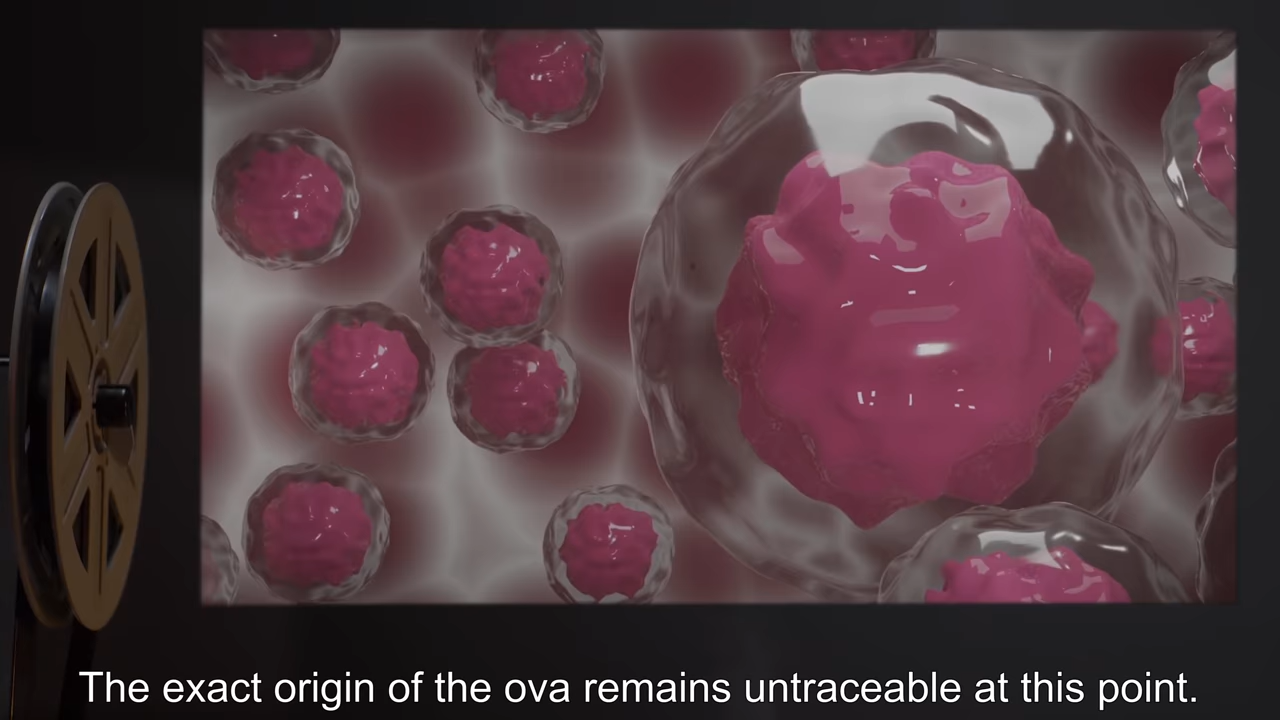 The exact origin of the ova remains untraceable at this point.